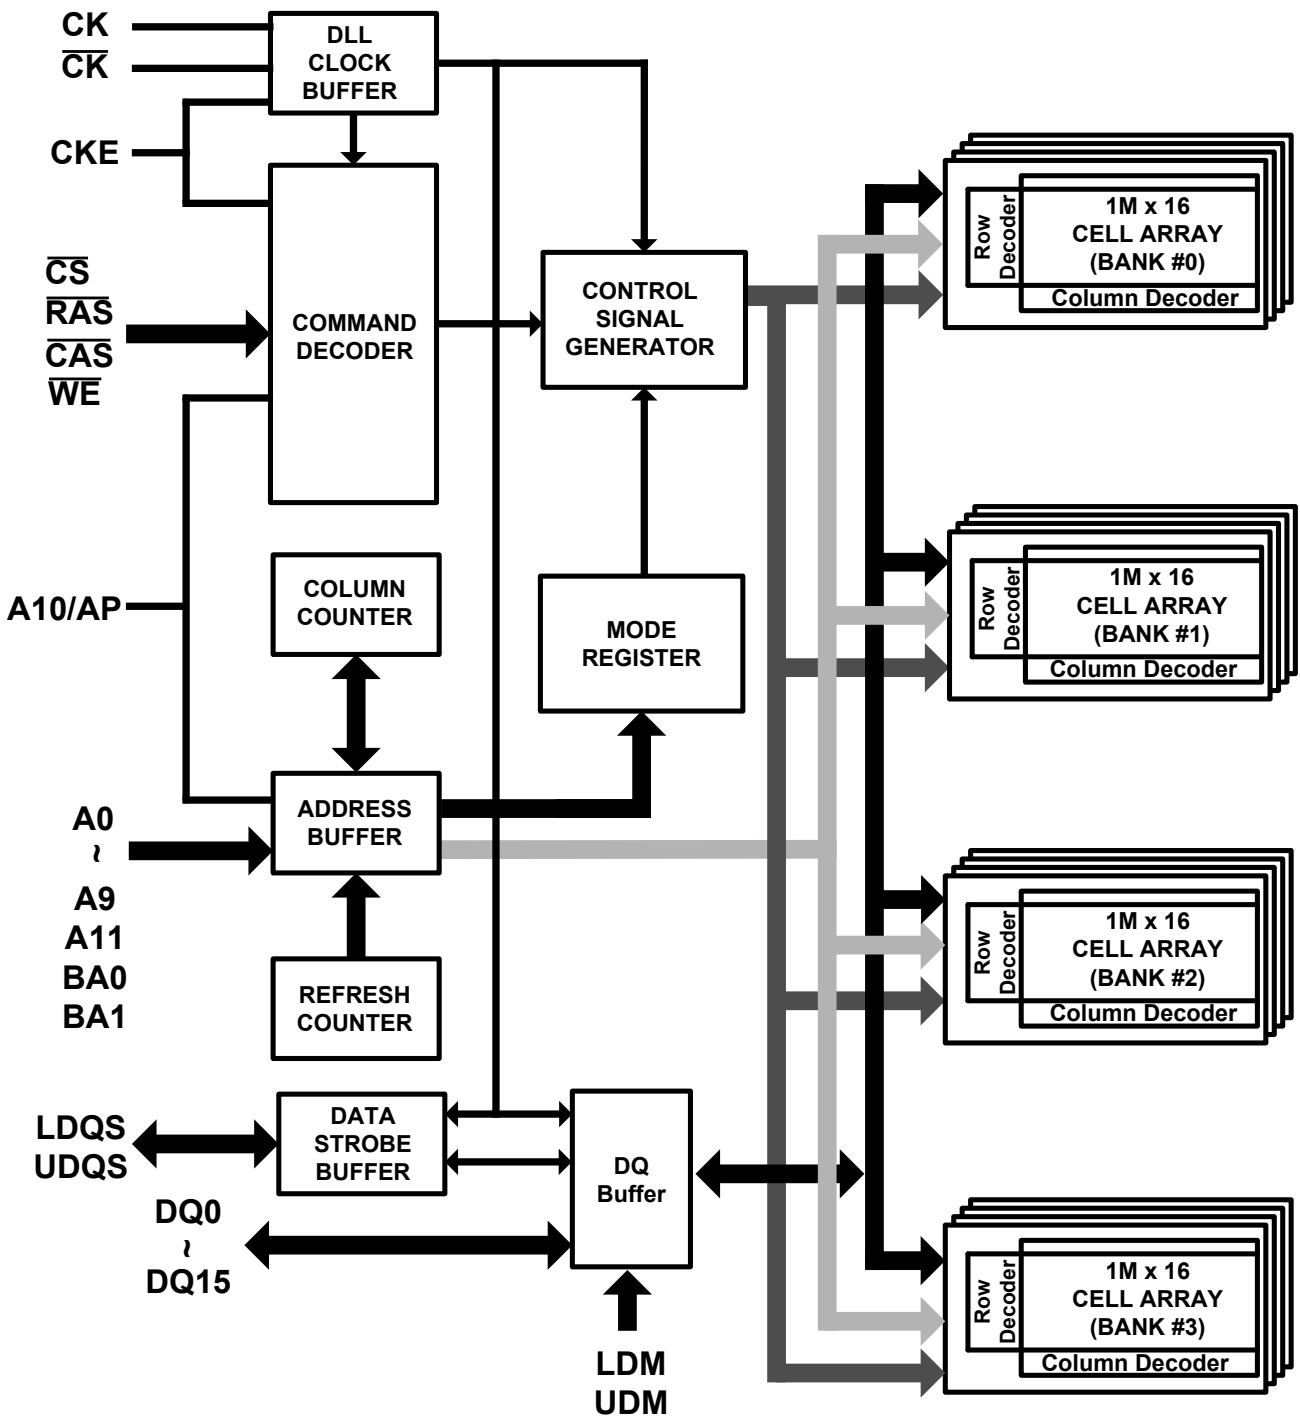 CK
CK
CKE
CS
RAS
CAS
WE
A10/AP
A0
~
A9
A11
BA0
BA1
LDQS
UDQS
DQ0
~
DQ15
DLL
CLOCK
BUFFER
COMMAND
DECODER
COLUMN
COUNTER
ADDRESS
BUFFER
REFRESH
COUNTER
DATA
STROBE
BUFFER
CONTROL
SIGNAL
GENERATOR
MODE
REGISTER
DQ
Buffer
LDM
UDM
Row
Decoder
1M x 16
CELL ARRAY
(BANK #0)
Column Decoder
Row
Decoder
1M x 16
CELL ARRAY
(BANK #1)
Column Decoder
Row
Decoder
1M x 16
CELL ARRAY
(BANK #2)
Column Decoder
Row
Decoder
1M x 16
CELL ARRAY
(BANK #3)
Column Decoder